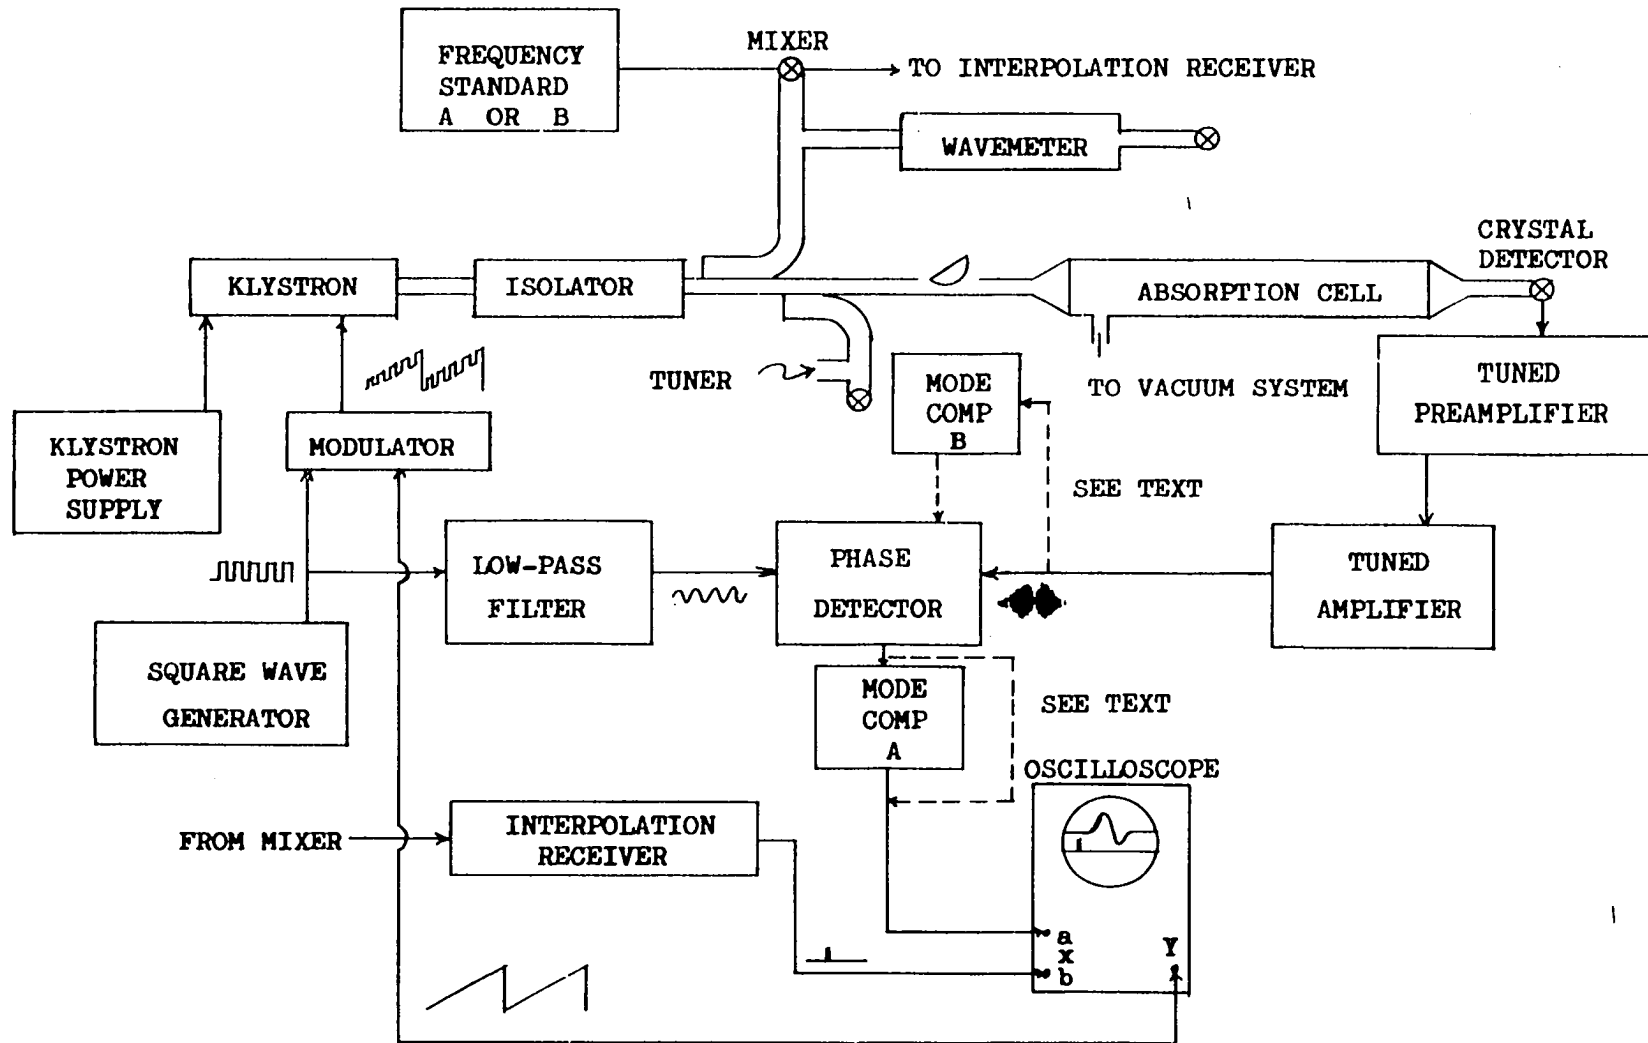 FREQUENCY
STANDARD
A OR B
MIXER
TO INTERPOLATION RECEIVER
WAVEMETER
CRYSTAL
DETECTOR
KLYSTRON
ISOLATOR
ABSORPTION CELL
TUNER
MODE
COMP
B
TO VACUUM SYSTEM
TUNED
PREAMPLIFIER
KLYSTRON
POWER
SUPPLY
MODULATOR
SEE TEXT
LOW-PASS
FILTER
PHASE
DETECTOR
TUNED
AMPLIFIER
SQUARE WAVE
GENERATOR
MODE
COMP
A
SEE TEXT
OSCILLOSCOPE
FROM MIXER
INTERPOLATION
RECEIVER
a
x
b
Y